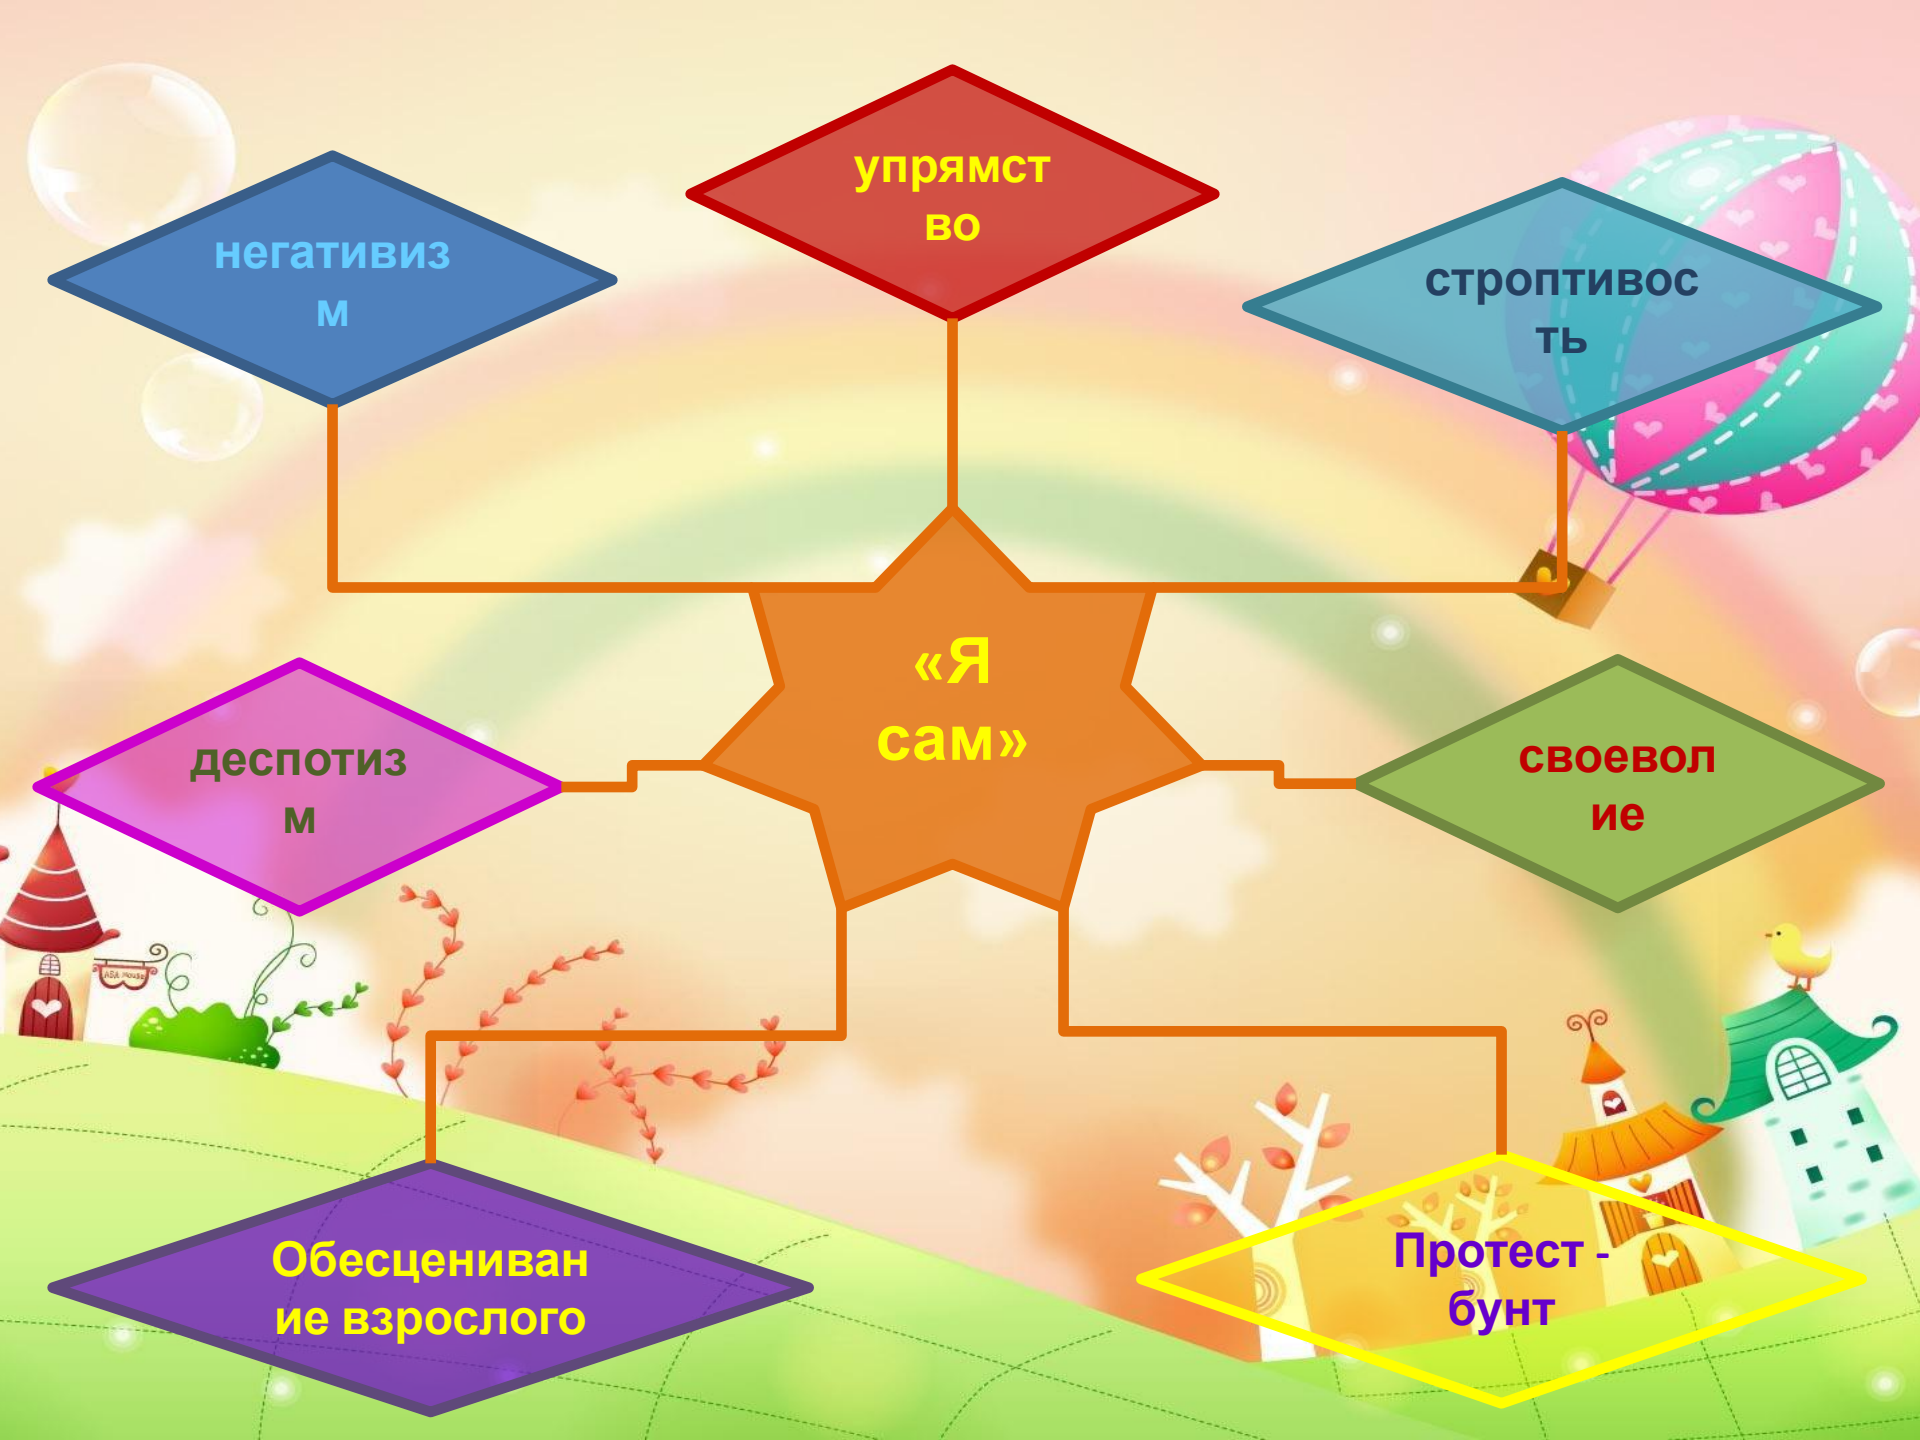 упрямст
во
негативиз
м
строптивос
ть
«Я
сам»
деспотиз
м
своевол
ие
Обесцениван
ие взрослого
Протест -
бунт